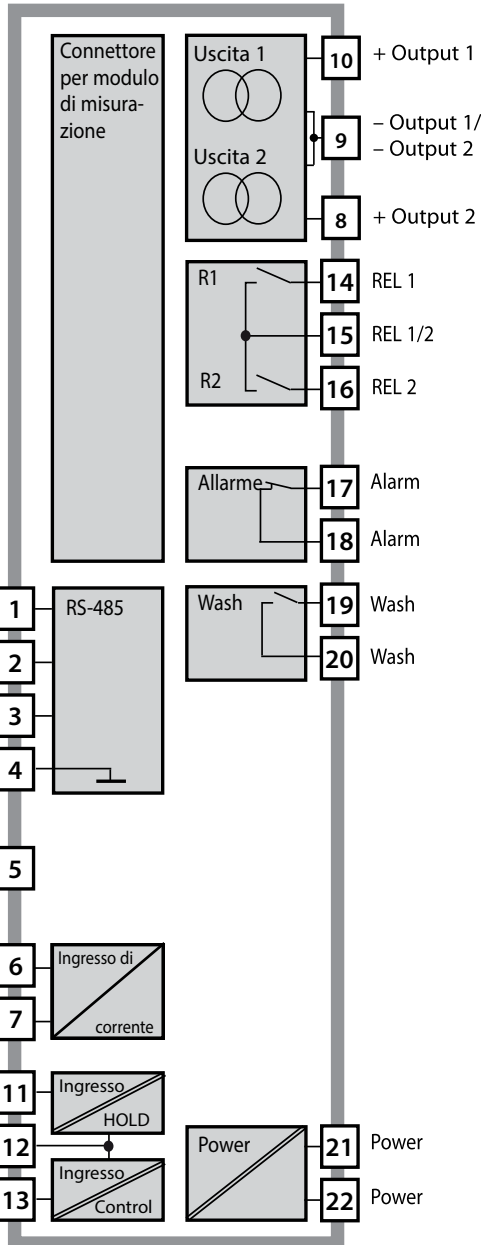 Connettore
per modulo
di misura-
zione
Uscita 1
Uscita 2
10
+ Output 1
9
– Output 1/
– Output 2
8
+ Output 2
R1
R2
14
REL 1
15
REL 1/2
16
REL 2
Allarme
17
Alarm
18
Alarm
1
2
3
4
RS-485
Wash
19
Wash
20
Wash
5
6
7
Ingresso di
corrente
11
12
13
Ingresso
HOLD
Ingresso
Control
Power
21
Power
22
Power